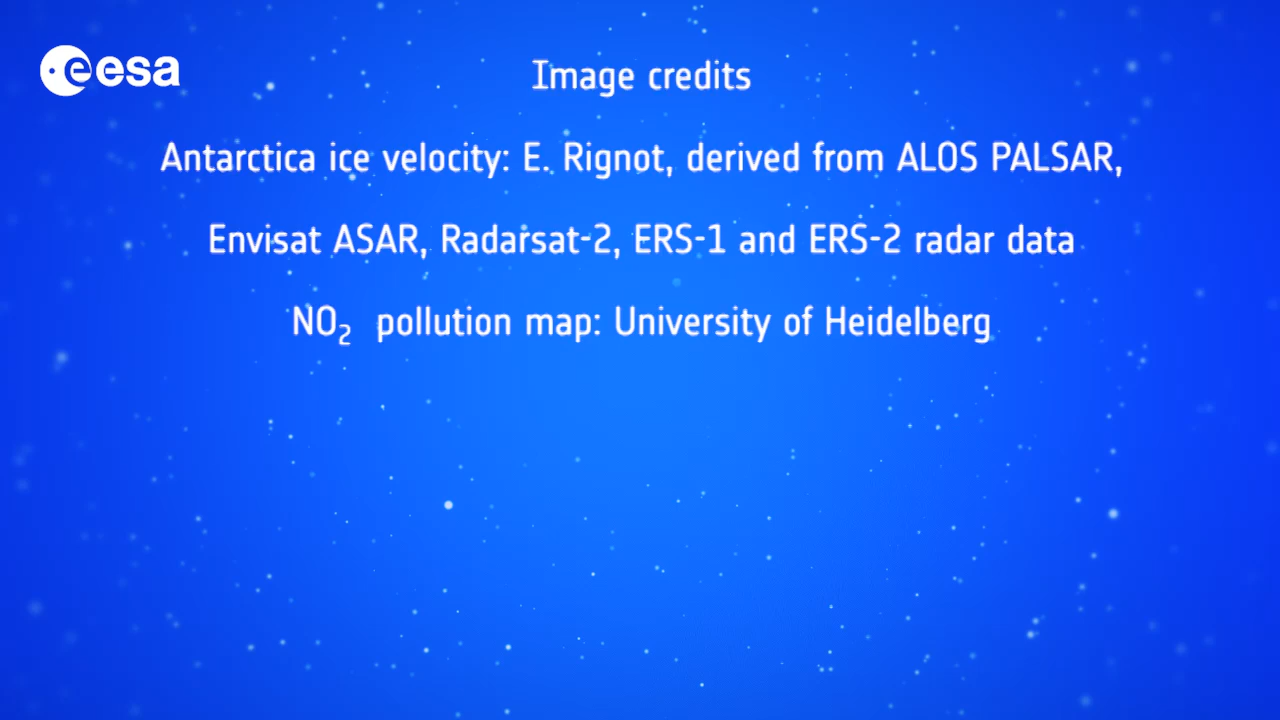 esa
Image credits
Antarctica ice velocity: E. Rignot, derived from ALOS PALSAR,
Envisat ASAR, Radarsat-2, ERS-1 and ERS-2 radar data
NO₂ pollution map: University of Heidelberg